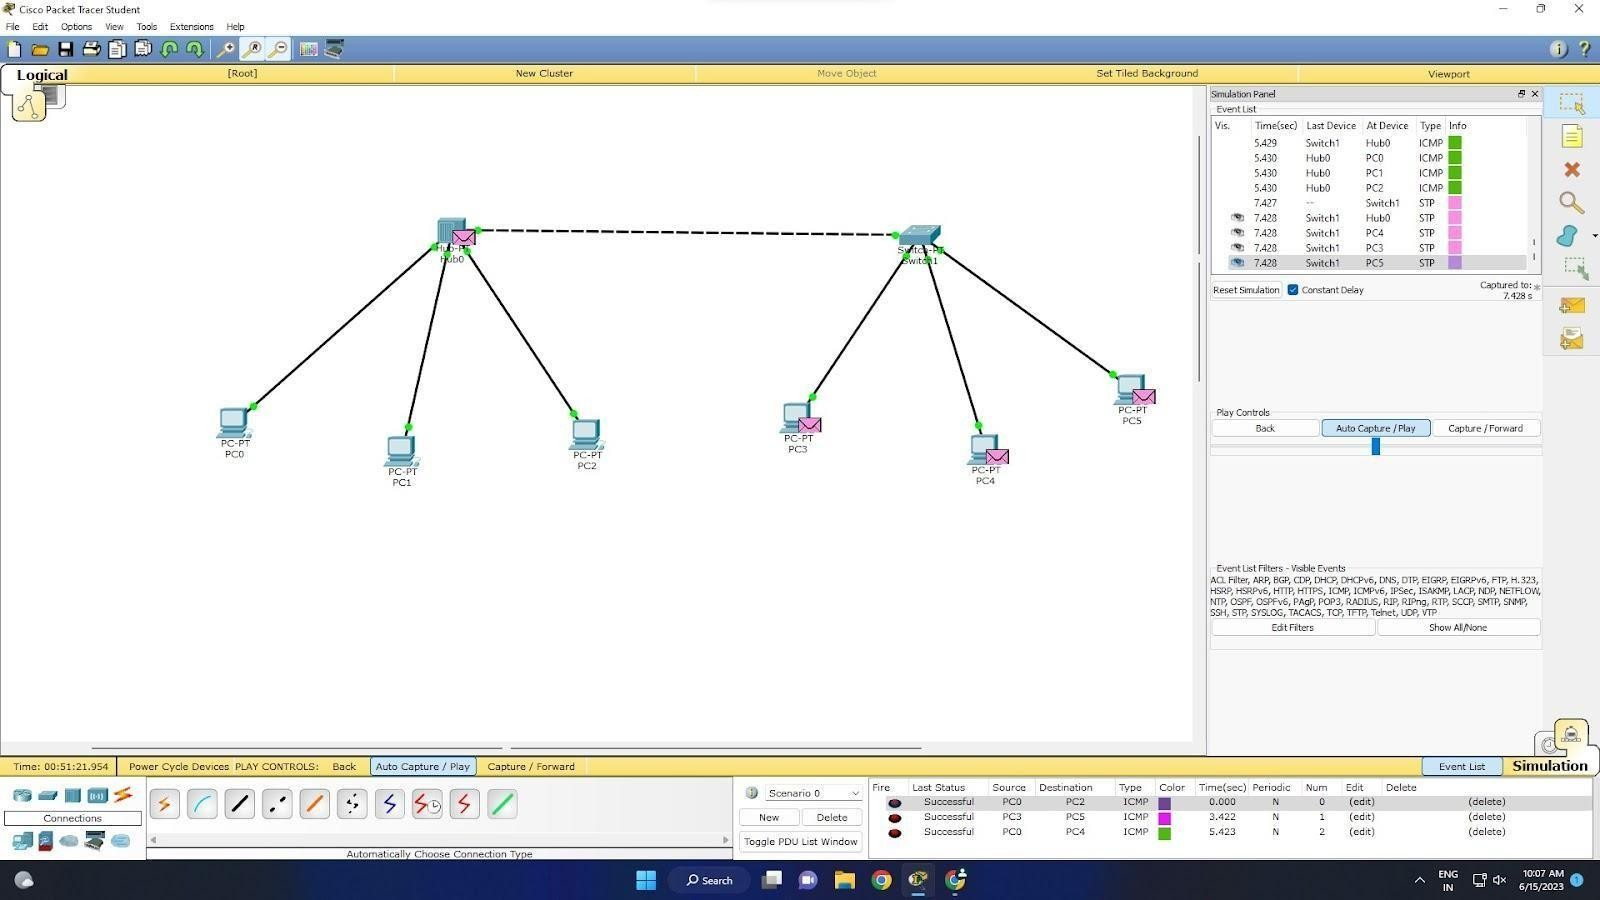 Cisco Packet Tracer Student
File Edit Options View Tools Extensions Help
Logical [Root] New Cluster Move Object Set Tiled Background Viewport
Simulation Panel
Event List
Vis. Time(sec) Last Device At Device Type Info
5.429 Switch1 Hub0 ICMP
5.430 Hub0 PC0 ICMP
5.430 Hub0 PC1 ICMP
5.430 Hub0 PC2 ICMP
7.427 -- Switch1 STP
7.428 Switch1 Hub0 STP
7.428 Switch1 PC4 STP
7.428 Switch1 PC3 STP
7.428 Switch1 PC5 STP
Reset Simulation Constant Delay Captured to: *
7.428 s
Hub-PT
Hub0
Switch-PT
Switch1
PC-PT
PC0
PC-PT
PC1
PC-PT
PC2
PC-PT
PC3
PC-PT
PC4
PC-PT
PC5
Play Controls
Back Auto Capture / Play Capture / Forward
Event List Filters - Visible Events
ACL Filter, ARP, BGP, CDP, DHCP, DHCPv6, DNS, DTP, EIGRP, EIGRPv6, FTP, H.323,
HSRP, HSRPv6, HTTP, HTTPS, ICMP, ICMPv6, IPSec, ISAKMP, LACP, NDP, NETFLOW,
NTP, OSPF, OSPFv6, PAgP, POP3, RADIUS, RIP, RIPng, RTP, SCCP, SMTP, SNMP,
SSH, STP, SYSLOG, TACACS, TCP, TFTP, Telnet, UDP, VTP
Edit Filters Show All/None
Time: 00:51:21.954 Power Cycle Devices PLAY CONTROLS: Back Auto Capture / Play Capture / Forward Event List Simulation
Connections
Automatically Choose Connection Type
Scenario 0
New Delete
Toggle PDU List Window
Fire Last Status Source Destination Type Color Time(sec) Periodic Num Edit Delete
Successful PC0 PC2 ICMP 0.000 N 0 (edit) (delete)
Successful PC3 PC5 ICMP 3.422 N 1 (edit) (delete)
Successful PC0 PC4 ICMP 5.423 N 2 (edit) (delete)
Search
ENG
IN
10:07 AM
6/15/2023
1